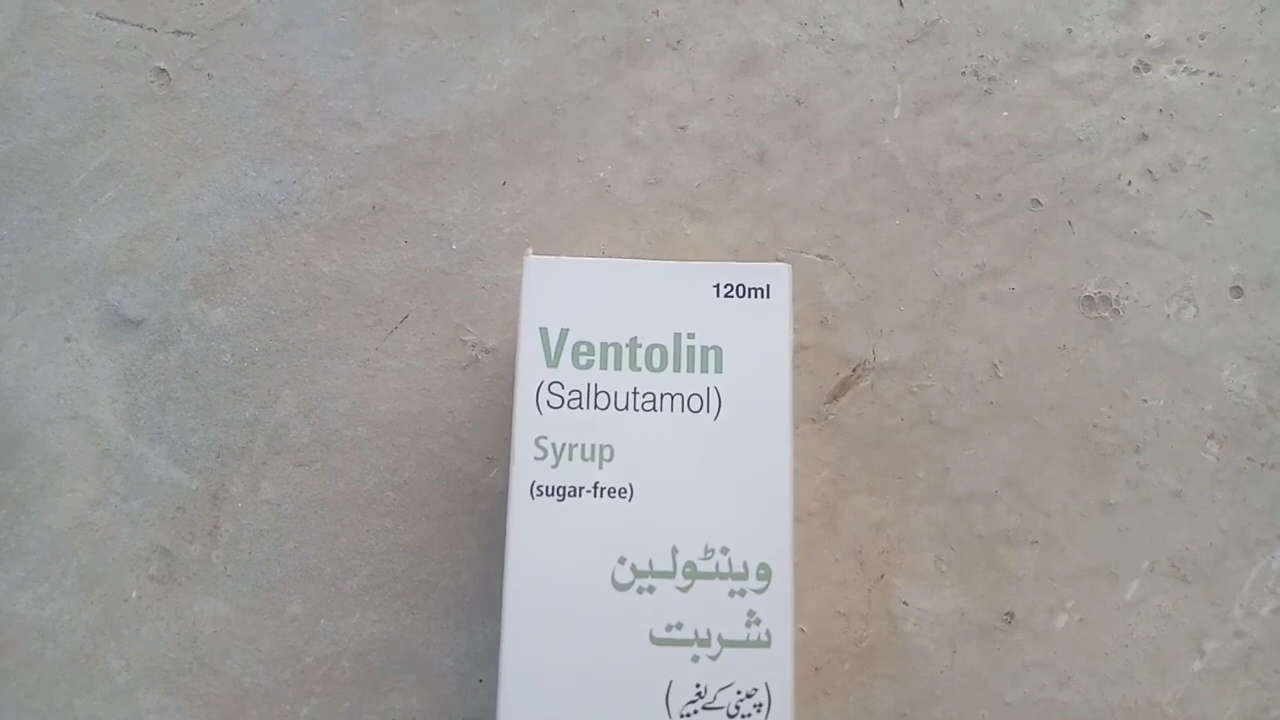 120ml
Ventolin
(Salbutamol)
Syrup
(sugar-free)
وینٹولین
شربت
(چینی کے بغیر)